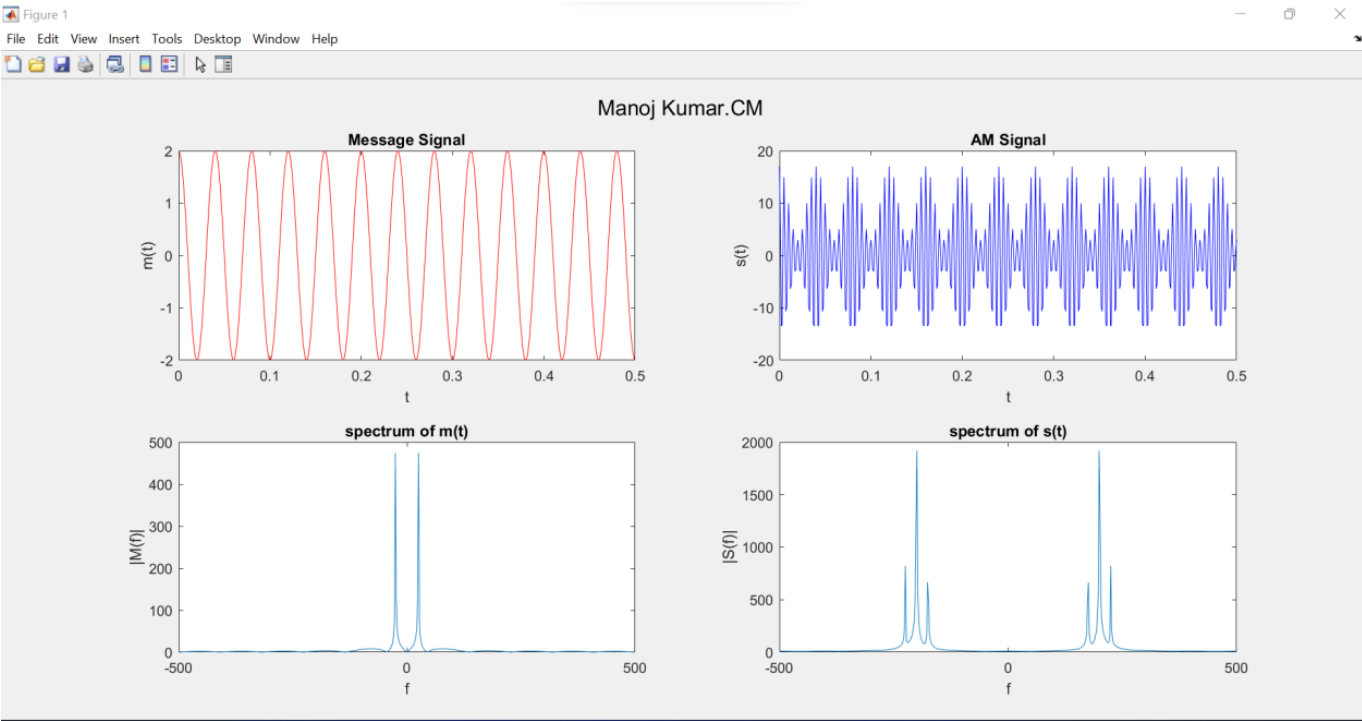 Figure 1
File Edit View Insert Tools Desktop Window Help
Manoj Kumar.CM
Message Signal
2
1
0
-1
-2
m(t)
0 0.1 0.2 0.3 0.4 0.5
t
AM Signal
20
10
0
-10
-20
s(t)
0 0.1 0.2 0.3 0.4 0.5
t
spectrum of m(t)
500
400
300
200
100
0
|M(f)|
-500 0 500
f
spectrum of s(t)
2000
1500
1000
500
0
|S(f)|
-500 0 500
f